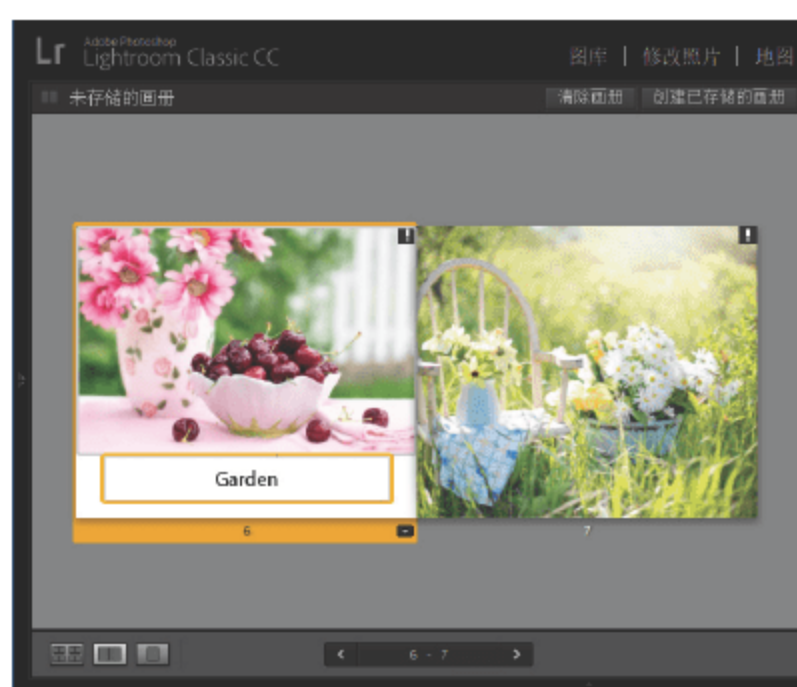 Lr Adobe Photoshop
Lightroom Classic CC
图库 | 修改照片 | 地图
未存储的画册
清除画册 创建已存储的画册
!
!
Garden
6
7
6 - 7